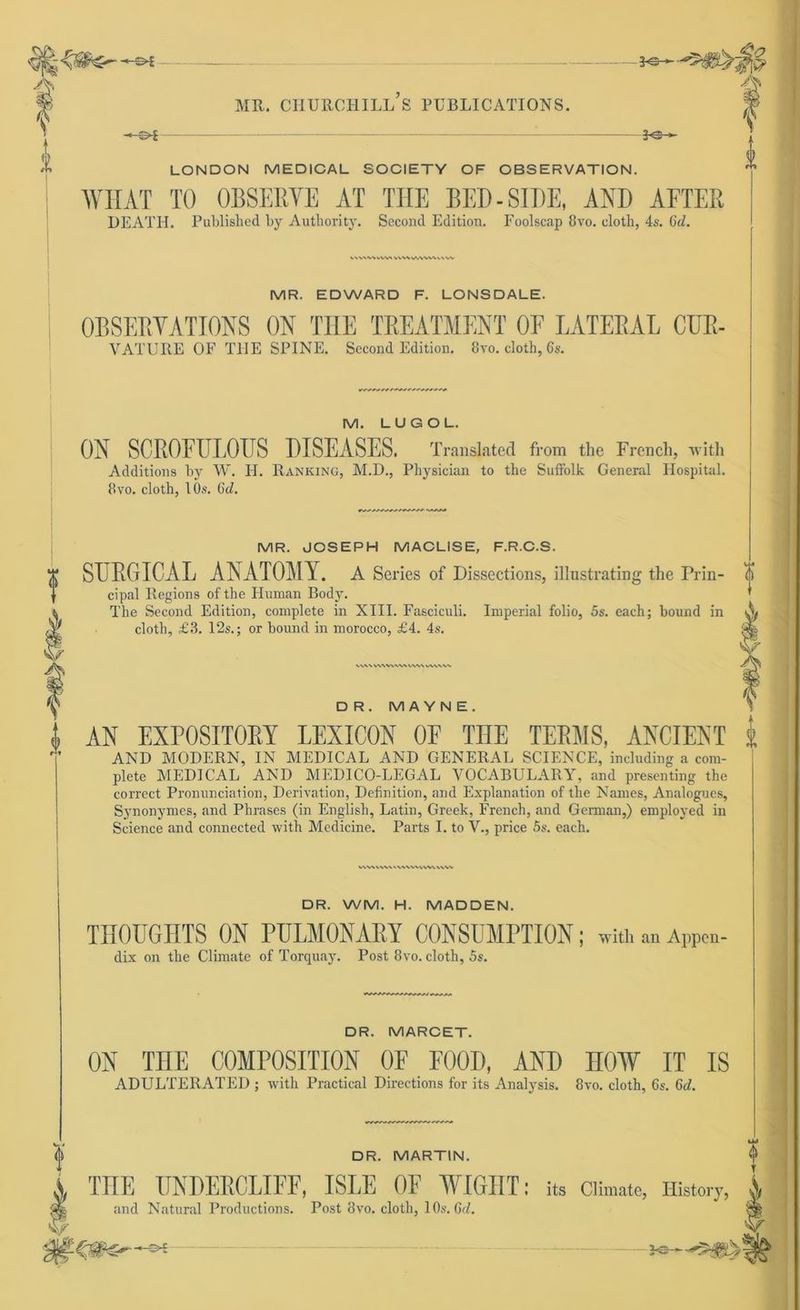 MR. CHURCHILL'S PUBLICATIONS.
LONDON MEDICAL SOCIETY OF OBSERVATION.
WHAT TO OBSERVE AT THE BED-SIDE, AND AFTER
DEATH. Published by Authority. Second Edition. Foolscap 8vo. cloth, 4s. 6d.
MR. EDWARD F. LONSDALE.
OBSERVATIONS ON THE TREATMENT OF LATERAL CUR-
VATURE OF THE SPINE. Second Edition. 8vo. cloth, 6s.
M. LUGOL.
ON SCROFULOUS DISEASES. Translated from the French, with
Additions by W. H. RANKING, M.D., Physician to the Suffolk General Hospital.
8vo. cloth, 10s. 6d.
MR. JOSEPH MACLISE, F.R.C.S.
SURGICAL ANATOMY. A Series of Dissections, illustrating the Prin-
cipal Regions of the Human Body.
The Second Edition, complete in XIII. Fasciculi. Imperial folio, 5s. each; bound in
cloth, £3. 12s.; or bound in morocco, £4. 4s.
DR. MAYNE.
AN EXPOSITORY LEXICON OF THE TERMS, ANCIENT
AND MODERN, IN MEDICAL AND GENERAL SCIENCE, including a com-
plete MEDICAL AND MEDICO-LEGAL VOCABULARY, and presenting the
correct Pronunciation, Derivation, Definition, and Explanation of the Names, Analogues,
Synonymes, and Phrases (in English, Latin, Greek, French, and German,) employed in
Science and connected with Medicine. Parts I. to V., price 5s. each.
DR. WM. H. MADDEN.
THOUGHTS ON PULMONARY CONSUMPTION; with an Appen-
dix on the Climate of Torquay. Post 8vo. cloth, 5s.
DR. MARCET.
ON THE COMPOSITION OF FOOD, AND HOW IT IS
ADULTERATED; with Practical Directions for its Analysis. 8vo. cloth, 6s. 6d.
DR. MARTIN.
THE UNDERCLIFF, ISLE OF WIGHT: its Climate, History,
and Natural Productions. Post 8vo. cloth, 10s. 6d.